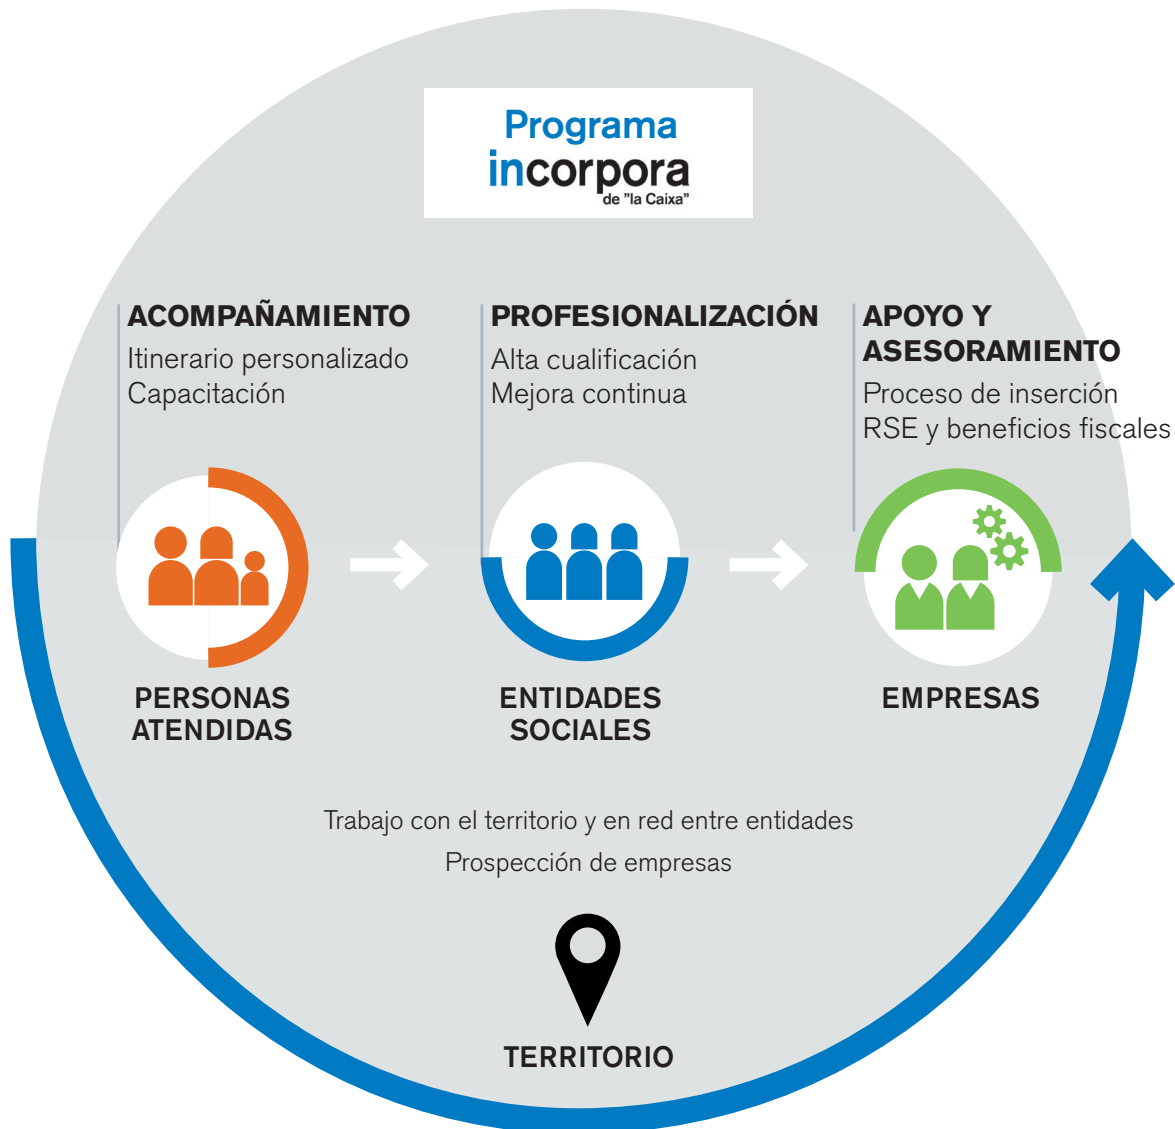 Programa
incorpora
de "la Caixa"
ACOMPAÑAMIENTO
Itinerario personalizado
Capacitación
PROFESIONALIZACIÓN
Alta cualificación
Mejora continua
APOYO Y
ASESORAMIENTO
Proceso de inserción
RSE y beneficios fiscales
PERSONAS
ATENDIDAS
ENTIDADES
SOCIALES
EMPRESAS
Trabajo con el territorio y en red entre entidades
Prospección de empresas
TERRITORIO